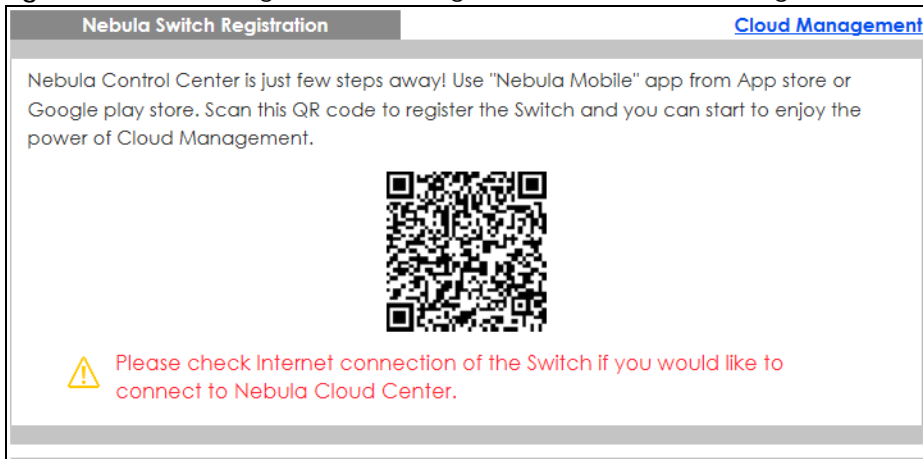 Nebula Switch Registration Cloud Management
Nebula Control Center is just few steps away! Use "Nebula Mobile" app from App store or
Google play store. Scan this QR code to register the Switch and you can start to enjoy the
power of Cloud Management.
Please check Internet connection of the Switch if you would like to
connect to Nebula Cloud Center.